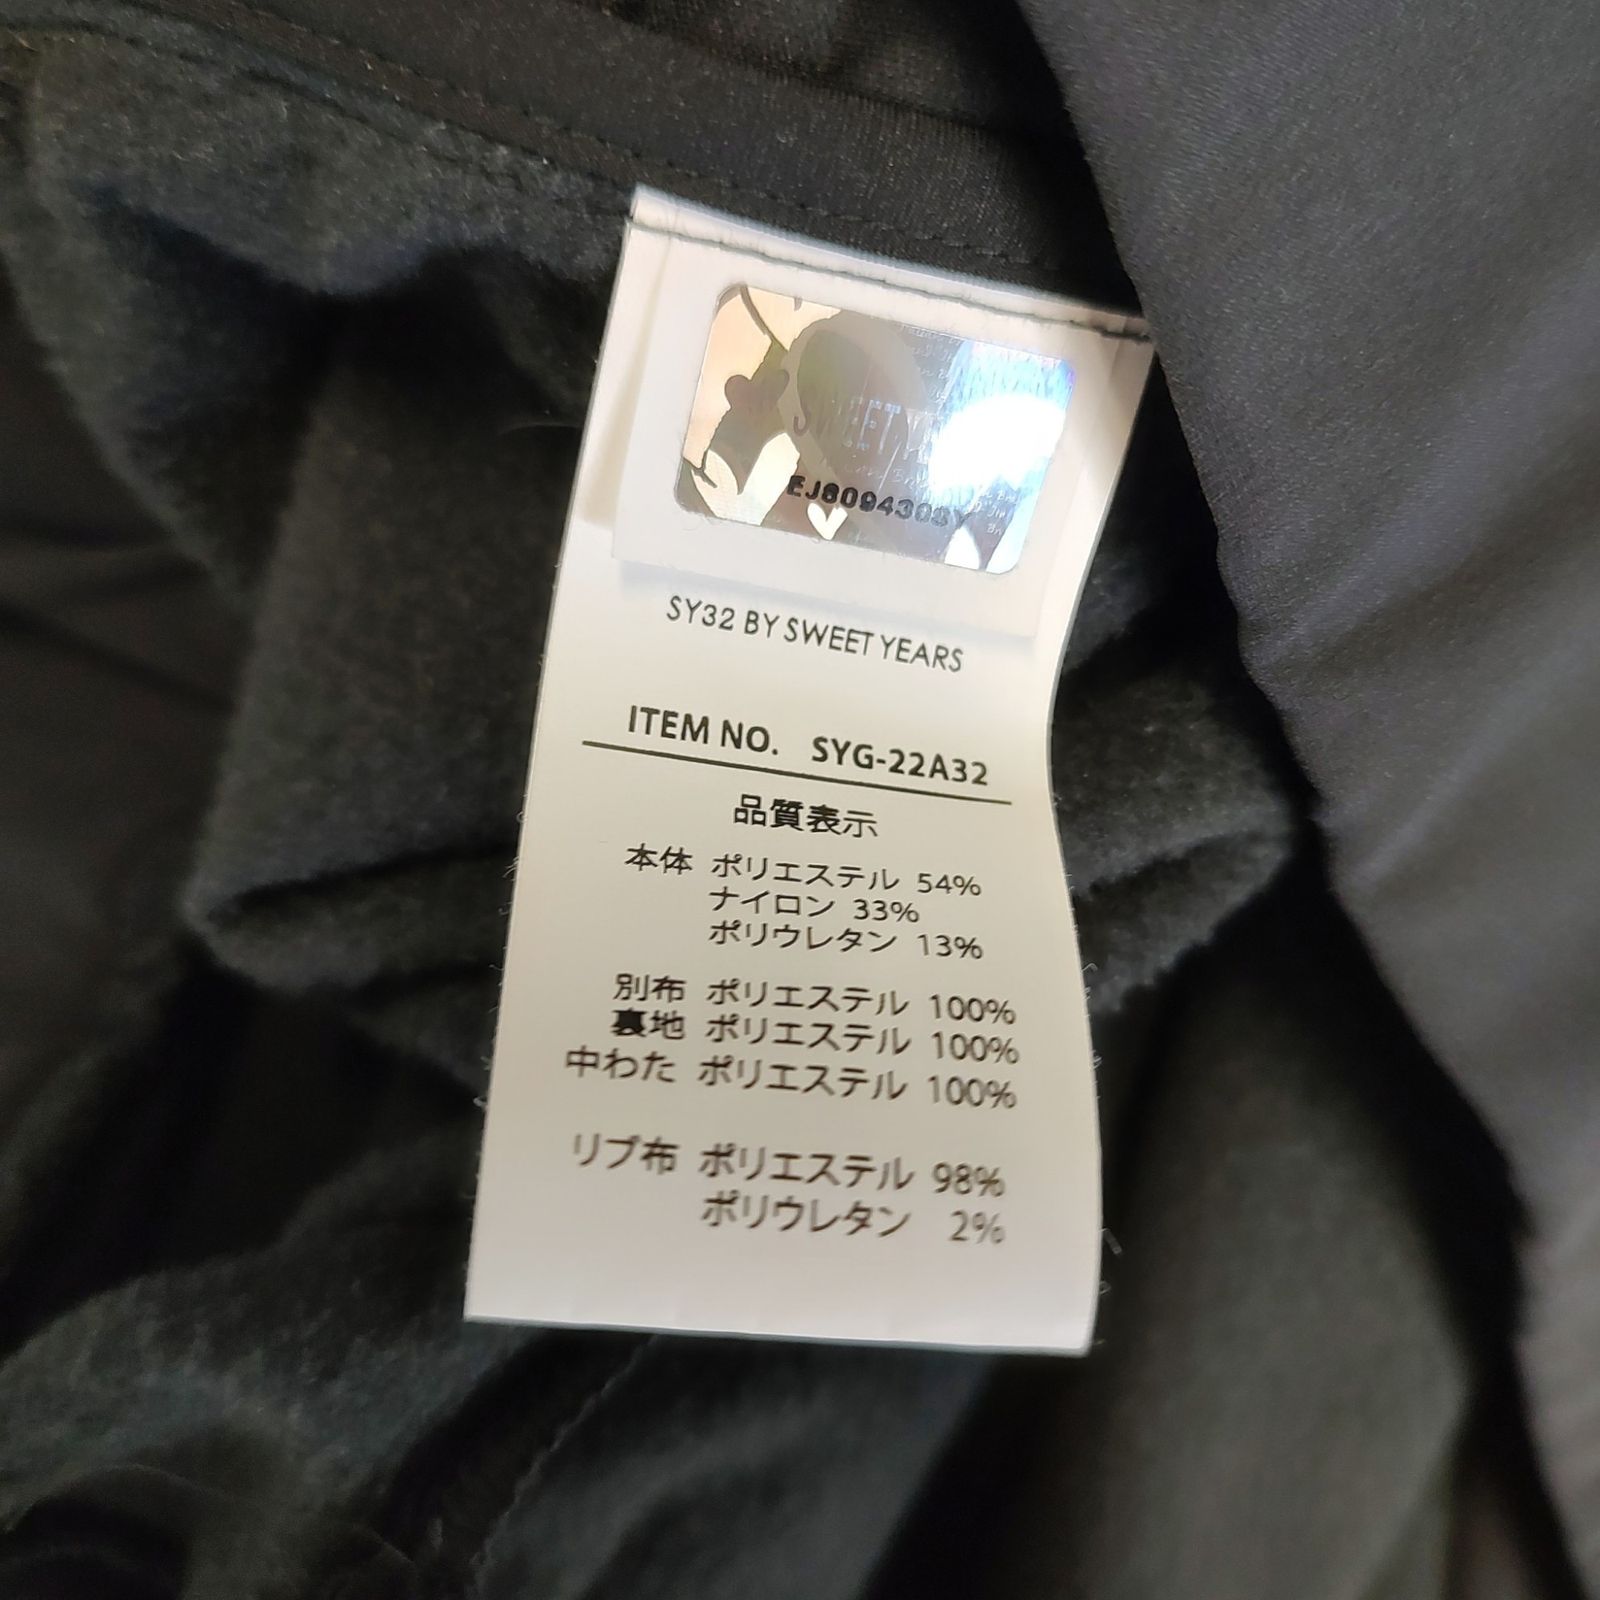 EJ8094303Y
SY32 BY SWEET YEARS
ITEM NO. SYG-22A32
品質表示
本体 ポリエステル 54%
ナイロン 33%
ポリウレタン 13%
別布 ポリエステル 100%
裏地 ポリエステル 100%
中わた ポリエステル 100%
リブ布 ポリエステル 98%
ポリウレタン 2%